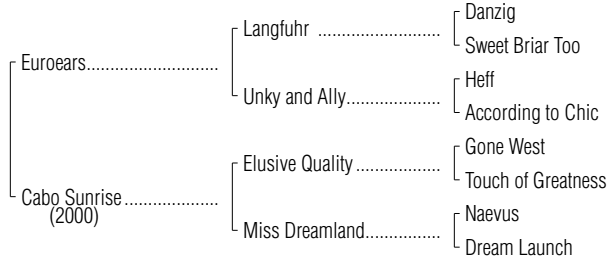 Danzig
Langfuhr ............................
Sweet Briar Too
Euroears..............................
Heff
Unky and Ally.....................
According to Chic
Gone West
Elusive Quality ...................
Touch of Greatness
Cabo Sunrise .....................
(2000)
Naevus
Miss Dreamland.................
Dream Launch